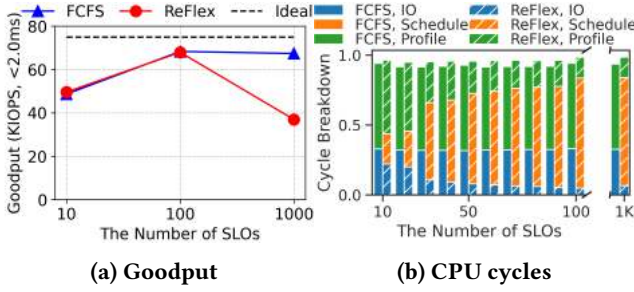 FCFS
ReFlex
Ideal
Goodput (KIOPS, <2.0ms)
80
60
40
20
0
10
100
1000
The Number of SLOs
(a) Goodput
FCFS, IO
ReFlex, IO
FCFS, Schedule
ReFlex, Schedule
FCFS, Profile
ReFlex, Profile
Cycle Breakdown
1.0
0.5
0.0
10
50
100
1K
The Number of SLOs
(b) CPU cycles